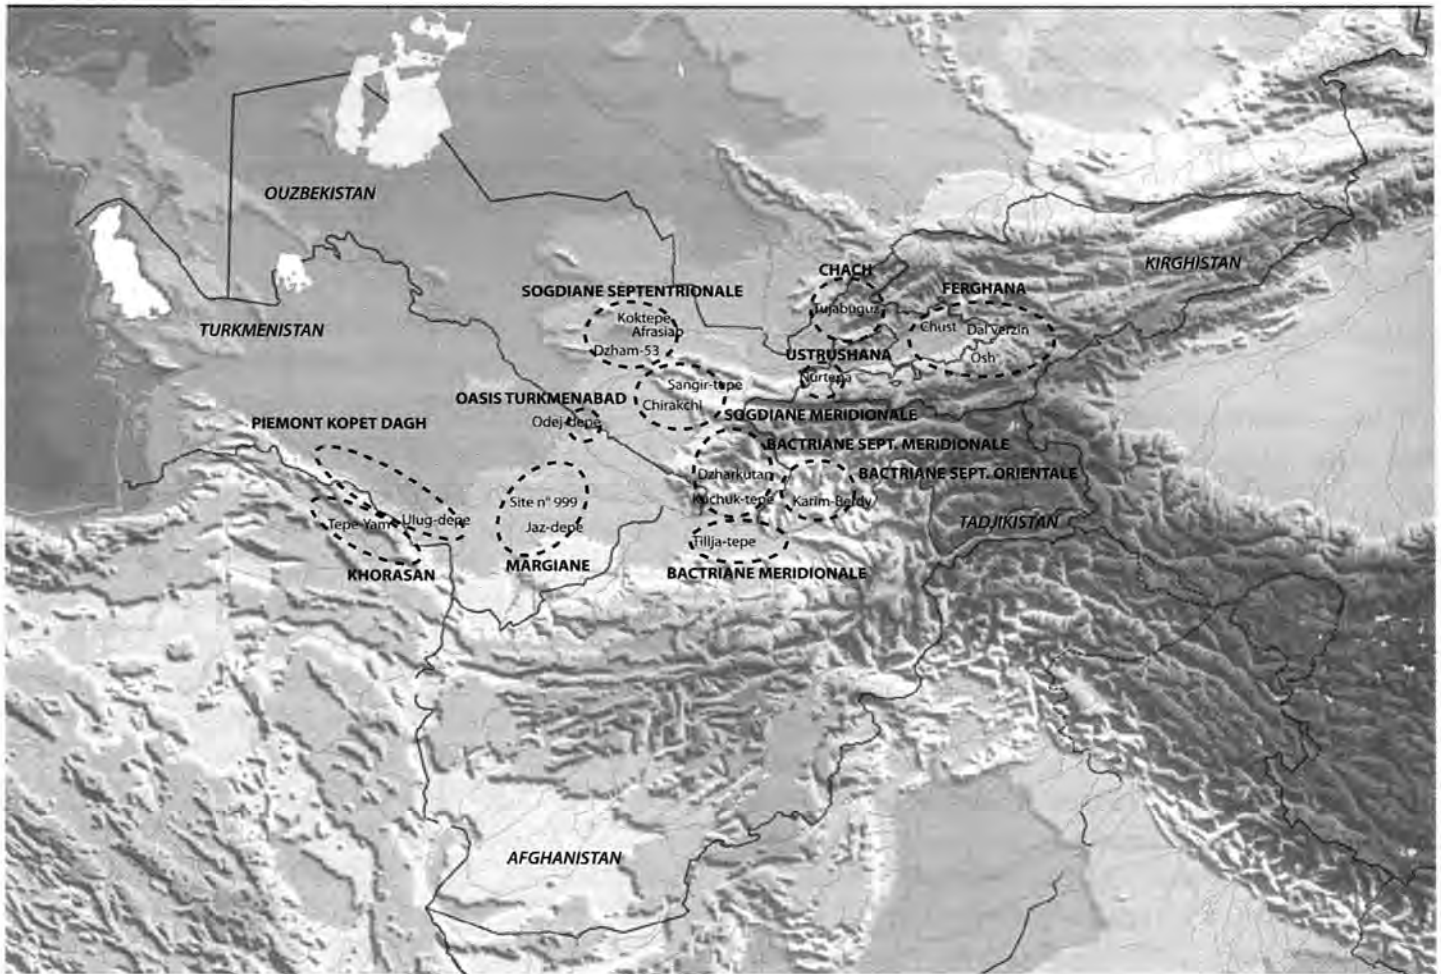 OUZBEKISTAN
KIRGHISTAN
CHACH
FERGHANA
SOGDIANE SEPTENTRIONALE
TURKMENISTAN
Koktepe
Afrasiab
Dzham-53
Tujabuguz
Chust
Dal'verzin
Osh
USTRUSHANA
Nurtepa
Sangir-tepe
Chirakchi
OASIS TURKMENABAD
Odej-depe
SOGDIANE MERIDIONALE
PIEMONT KOPET DAGH
BACTRIANE SEPT. MERIDIONALE
BACTRIANE SEPT. ORIENTALE
Dzharkutan
Kuchuk-tepe
Karim-Berdy
Site n° 999
Jaz-depe
Ulug-depe
Tepe-Yam
TADJIKISTAN
Tillja-tepe
KHORASAN
MARGIANE
BACTRIANE MERIDIONALE
AFGHANISTAN